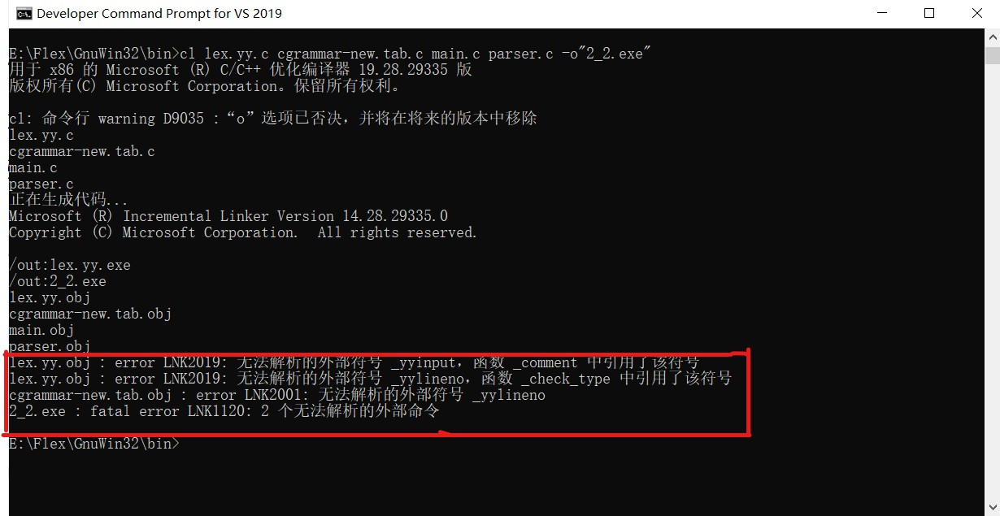 Developer Command Prompt for VS 2019
E:\Flex\GnuWin32\bin>cl lex.yy.c cgrammar-new.tab.c main.c parser.c -o"2_2.exe"
用于 x86 的 Microsoft (R) C/C++ 优化编译器 19.28.29335 版
版权所有(C) Microsoft Corporation。保留所有权利。
cl: 命令行 warning D9035 :“o”选项已否决，并将在将来的版本中移除
lex.yy.c
cgrammar-new.tab.c
main.c
parser.c
正在生成代码...
Microsoft (R) Incremental Linker Version 14.28.29335.0
Copyright (C) Microsoft Corporation.  All rights reserved.
/out:lex.yy.exe
/out:2_2.exe
lex.yy.obj
cgrammar-new.tab.obj
main.obj
parser.obj
lex.yy.obj : error LNK2019: 无法解析的外部符号 _yyinput，函数 _comment 中引用了该符号
lex.yy.obj : error LNK2019: 无法解析的外部符号 _yylineno，函数 _check_type 中引用了该符号
cgrammar-new.tab.obj : error LNK2001: 无法解析的外部符号 _yylineno
2_2.exe : fatal error LNK1120: 2 个无法解析的外部命令
E:\Flex\GnuWin32\bin>